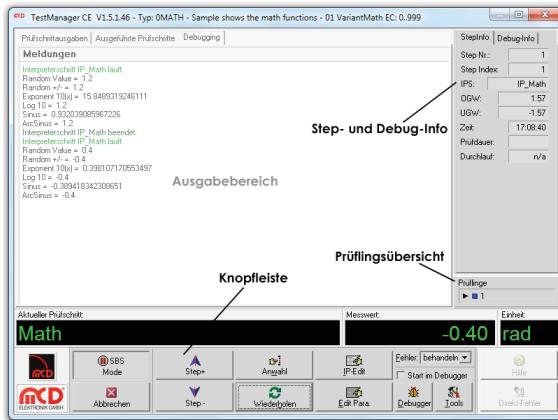 TestManager CE V5.1.46 - Typ: 0MATH - Sample shows the math functions - 01 VariantMath EC: 0..999
Prüfschrittausgaben Ausgeführte Prüfschritte Debugging
Meldungen
Interpreterschritt IP_Math läuft.
Random Value = 1.2
Random +/- = 1.2
Exponent 10(x) = 15.8489319246111
Log 10 = 1.2
Sinus = 0.932039085967226
ArcSinus = 1.2
Interpreterschritt IP_Math beendet.
Interpreterschritt IP_Math läuft.
Random Value = 0.4
Random +/- = -0.4
Exponent 10(x) = 0.398107170553497
Log 10 = -0.4
Sinus = -0.389418342308651
ArcSinus = -0.4
Ausgabebereich
StepInfo Debug-Info
Step Nr.: 1
Step Index: 1
IPS: IP_Math
OGW: 1.57
UGW: -1.57
Zeit: 17:08:40
Prüfdauer:
Durchlauf: n/a
Step- und Debug-Info
Prüflingsübersicht
Prüflinge
1
Knopfleiste
Aktueller Prüfschritt: Messwert: Einheit:
Math -0.40 rad
SBS Mode
Step+
Anwahl
IP-Edit
Fehler: behandeln
Start im Debugger
Hilfe
MCD
ELEKTRONIK GMBH
Abbrechen
Step -
Wiederholen
Edit Para.
Debugger
Tools
Direkt-Fehler